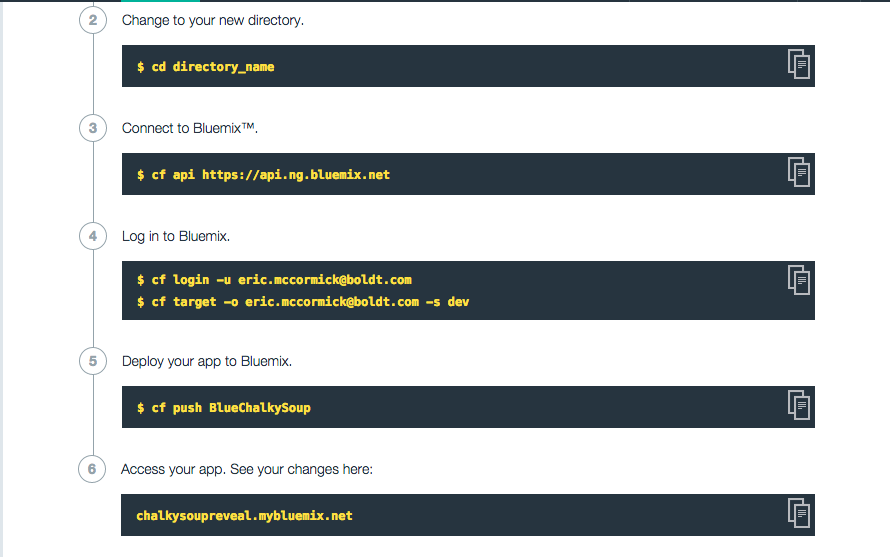 2 Change to your new directory.
$ cd directory_name
3 Connect to Bluemix™.
$ cf api https://api.ng.bluemix.net
4 Log in to Bluemix.
$ cf login –u eric.mccormick@boldt.com
$ cf target –o eric.mccormick@boldt.com –s dev
5 Deploy your app to Bluemix.
$ cf push BlueChalkySoup
6 Access your app. See your changes here:
chalkysoupreveal.mybluemix.net